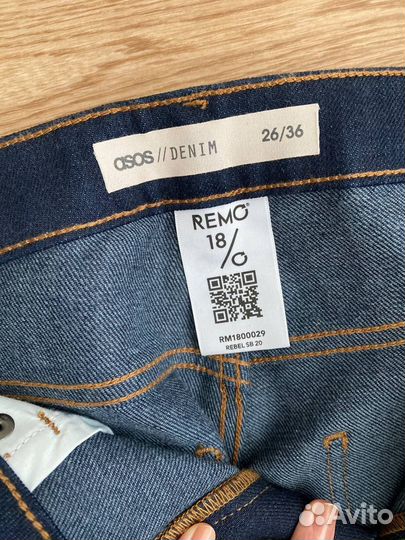 asos // DENIM 26/36
REMO°
18
/O
RM1800029
REBEL SB 20
Avito